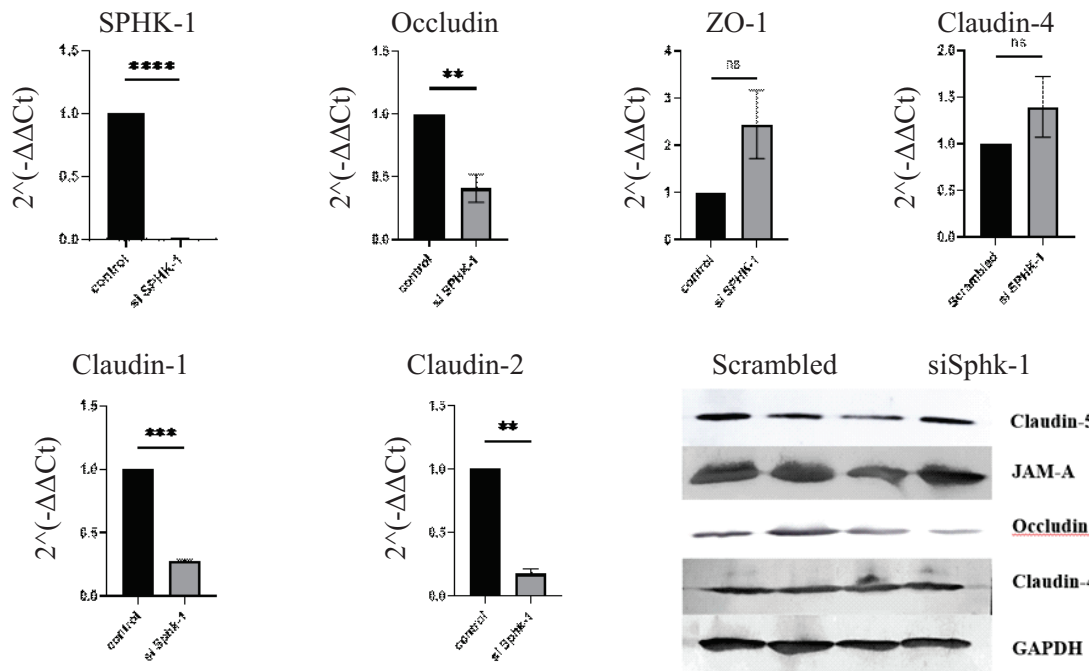 SPHK-1
1.5
1.0
0.5
0.0
2^(-ΔΔCt)
****
control
si SPHK-1
Occludin
1.5
1.0
0.5
0.0
2^(-ΔΔCt)
**
control
si SPHK-1
ZO-1
4
3
2
1
0
2^(-ΔΔCt)
ns
control
si SPHK-1
Claudin-4
2.0
1.5
1.0
0.5
0.0
2^(-ΔΔCt)
ns
Scrambled
si SPHK-1
Claudin-1
1.5
1.0
0.5
0.0
2^(-ΔΔCt)
***
control
si Sphk-1
Claudin-2
1.5
1.0
0.5
0.0
2^(-ΔΔCt)
**
control
si Sphk-1
Scrambled siSphk-1
Claudin-5
JAM-A
Occludin
Claudin-4
GAPDH